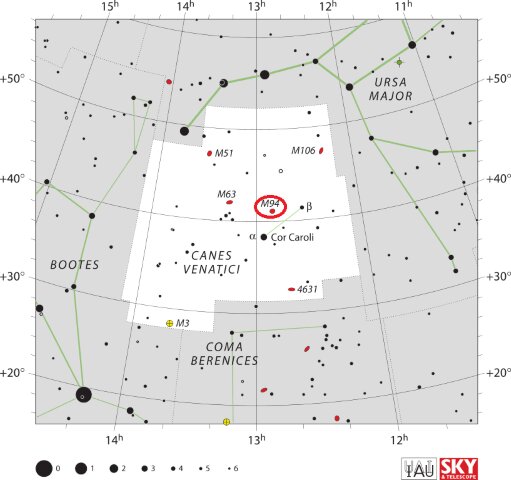 15h 14h 13h 12h 11h
+50° +50°
URSA
MAJOR
M51 M106
+40° +40°
M63 M94 β
α Cor Caroli
BOOTES CANES
VENATICI
+30° 4631 +30°
M3
COMA
BERENICES
+20° +20°
14h 13h 12h
0 1 2 3 4 5 6
IAU SKY
& TELESCOPE